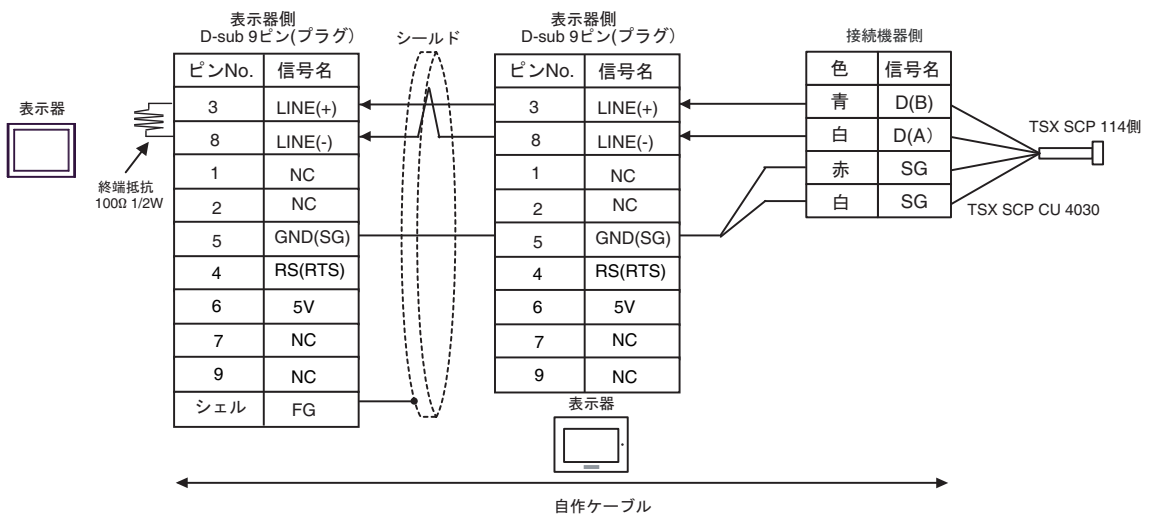 表示器
終端抵抗
100Ω 1/2W
表示器側
D-sub 9ピン(プラグ)
ピンNo. 信号名
3 LINE(+)
8 LINE(-)
1 NC
2 NC
5 GND(SG)
4 RS(RTS)
6 5V
7 NC
9 NC
シェル FG
シールド
表示器側
D-sub 9ピン(プラグ)
ピンNo. 信号名
3 LINE(+)
8 LINE(-)
1 NC
2 NC
5 GND(SG)
4 RS(RTS)
6 5V
7 NC
9 NC
表示器
接続機器側
色 信号名
青 D(B)
白 D(A)
赤 SG
白 SG
TSX SCP 114側
TSX SCP CU 4030
自作ケーブル